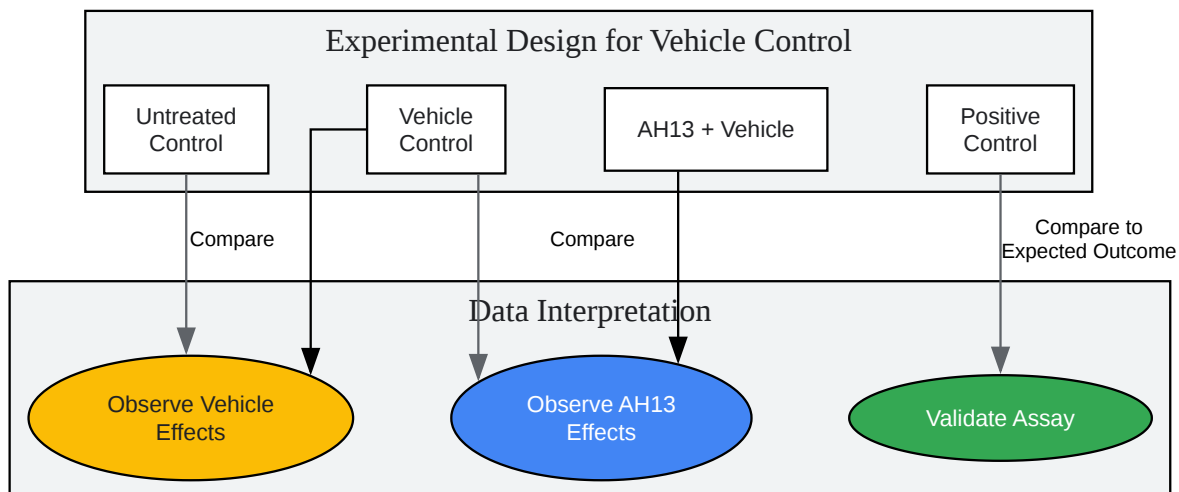 Experimental Design for Vehicle Control
Untreated
Control
Vehicle
Control
AH13 + Vehicle
Positive
Control
Compare
Compare
Compare to
Expected Outcome
Data Interpretation
Observe Vehicle
Effects
Observe AH13
Effects
Validate Assay